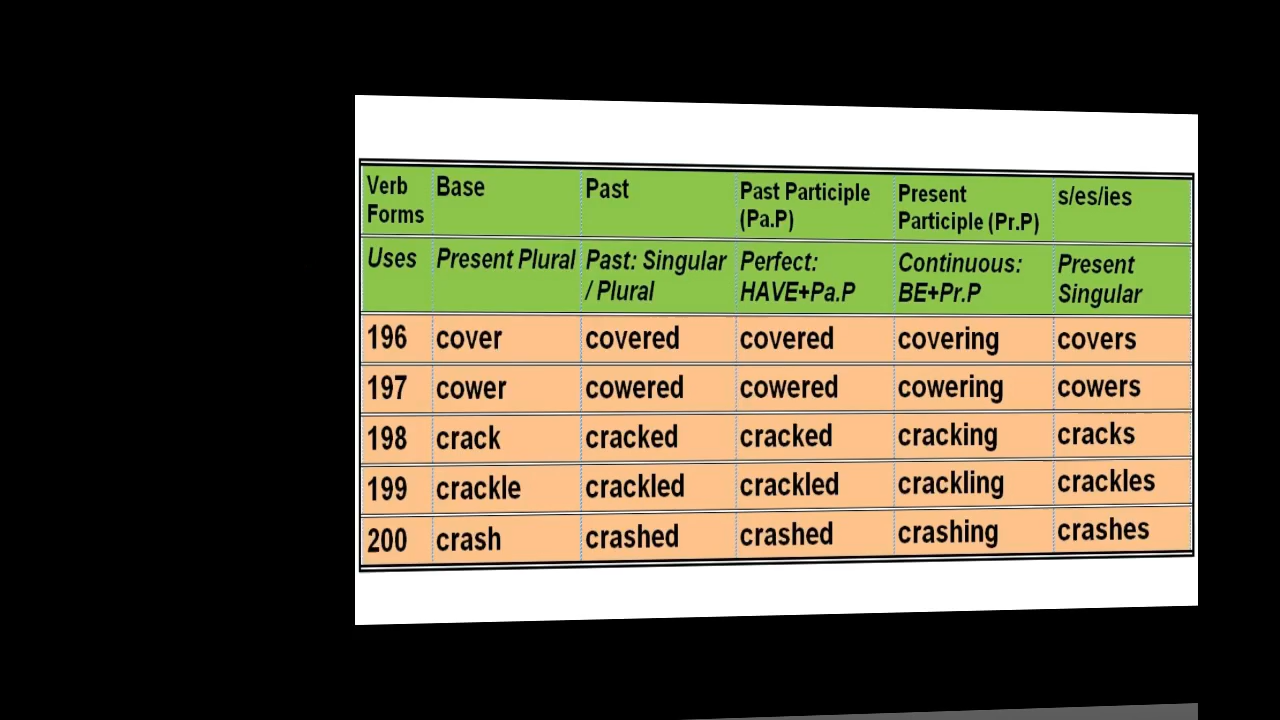 Verb Forms Base Past Past Participle (Pa.P) Present Participle (Pr.P) s/es/ies
Uses Present Plural Past: Singular / Plural Perfect: HAVE+Pa.P Continuous: BE+Pr.P Present Singular
196 cover covered covered covering covers
197 cower cowered cowered cowering cowers
198 crack cracked cracked cracking cracks
199 crackle crackled crackled crackling crackles
200 crash crashed crashed crashing crashes